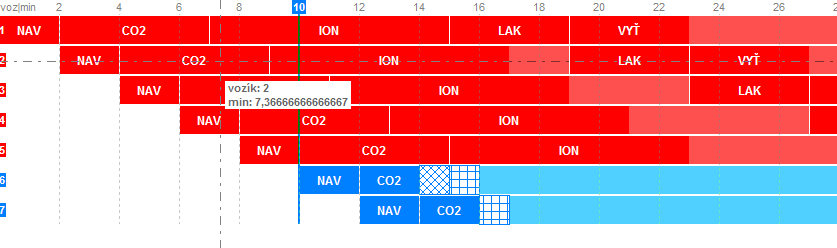 voz|min 2 4 6 8 10 12 14 16 18 20 22 24 26 2
1 NAV CO2 ION LAK VYŤ
2 NAV CO2 ION LAK VYŤ
3 NAV ION LAK
vozík: 2
min: 7,36666666666667
4 NAV CO2 ION
5 NAV CO2 ION
6 NAV CO2
7 NAV CO2